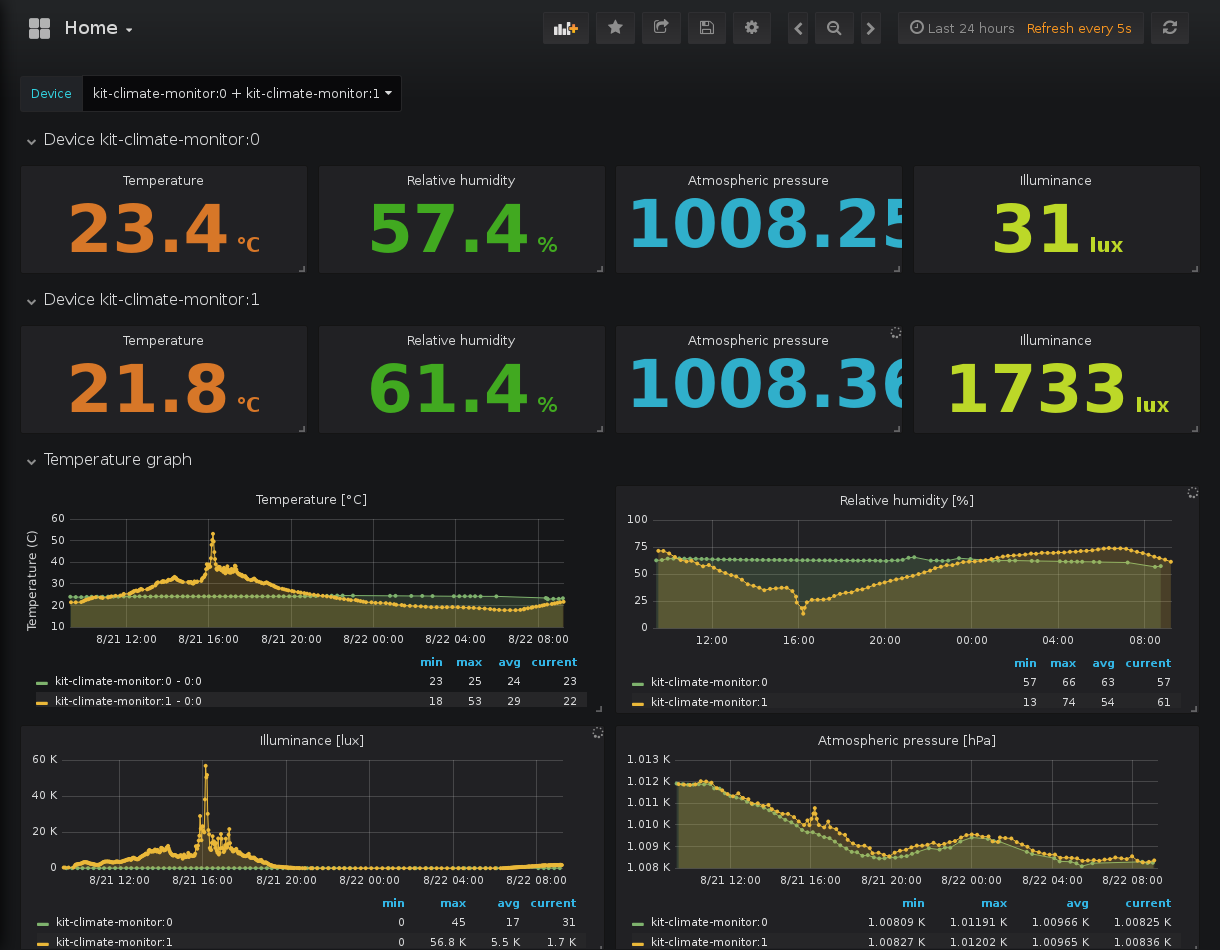 Home
Last 24 hours Refresh every 5s
Device kit-climate-monitor:0 + kit-climate-monitor:1
Device kit-climate-monitor:0
Temperature Relative humidity Atmospheric pressure Illuminance
23.4 °C 57.4 % 1008.25 31 lux
Device kit-climate-monitor:1
Temperature Relative humidity Atmospheric pressure Illuminance
21.8 °C 61.4 % 1008.36 1733 lux
Temperature graph
Temperature [°C]
Temperature (C)
60
50
40
30
20
10
8/21 12:00 8/21 16:00 8/21 20:00 8/22 00:00 8/22 04:00 8/22 08:00
min max avg current
kit-climate-monitor:0 - 0:0 23 25 24 23
kit-climate-monitor:1 - 0:0 18 53 29 22
Relative humidity [%]
100
75
50
25
0
12:00 16:00 20:00 00:00 04:00 08:00
min max avg current
kit-climate-monitor:0 57 66 63 57
kit-climate-monitor:1 13 74 54 61
Illuminance [lux]
60 K
40 K
20 K
0
8/21 12:00 8/21 16:00 8/21 20:00 8/22 00:00 8/22 04:00 8/22 08:00
min max avg current
kit-climate-monitor:0 0 45 17 31
kit-climate-monitor:1 0 56.8 K 5.5 K 1.7 K
Atmospheric pressure [hPa]
1.013 K
1.012 K
1.011 K
1.010 K
1.009 K
1.008 K
8/21 12:00 8/21 16:00 8/21 20:00 8/22 00:00 8/22 04:00 8/22 08:00
min max avg current
kit-climate-monitor:0 1.00809 K 1.01191 K 1.00966 K 1.00825 K
kit-climate-monitor:1 1.00827 K 1.01202 K 1.00965 K 1.00836 K